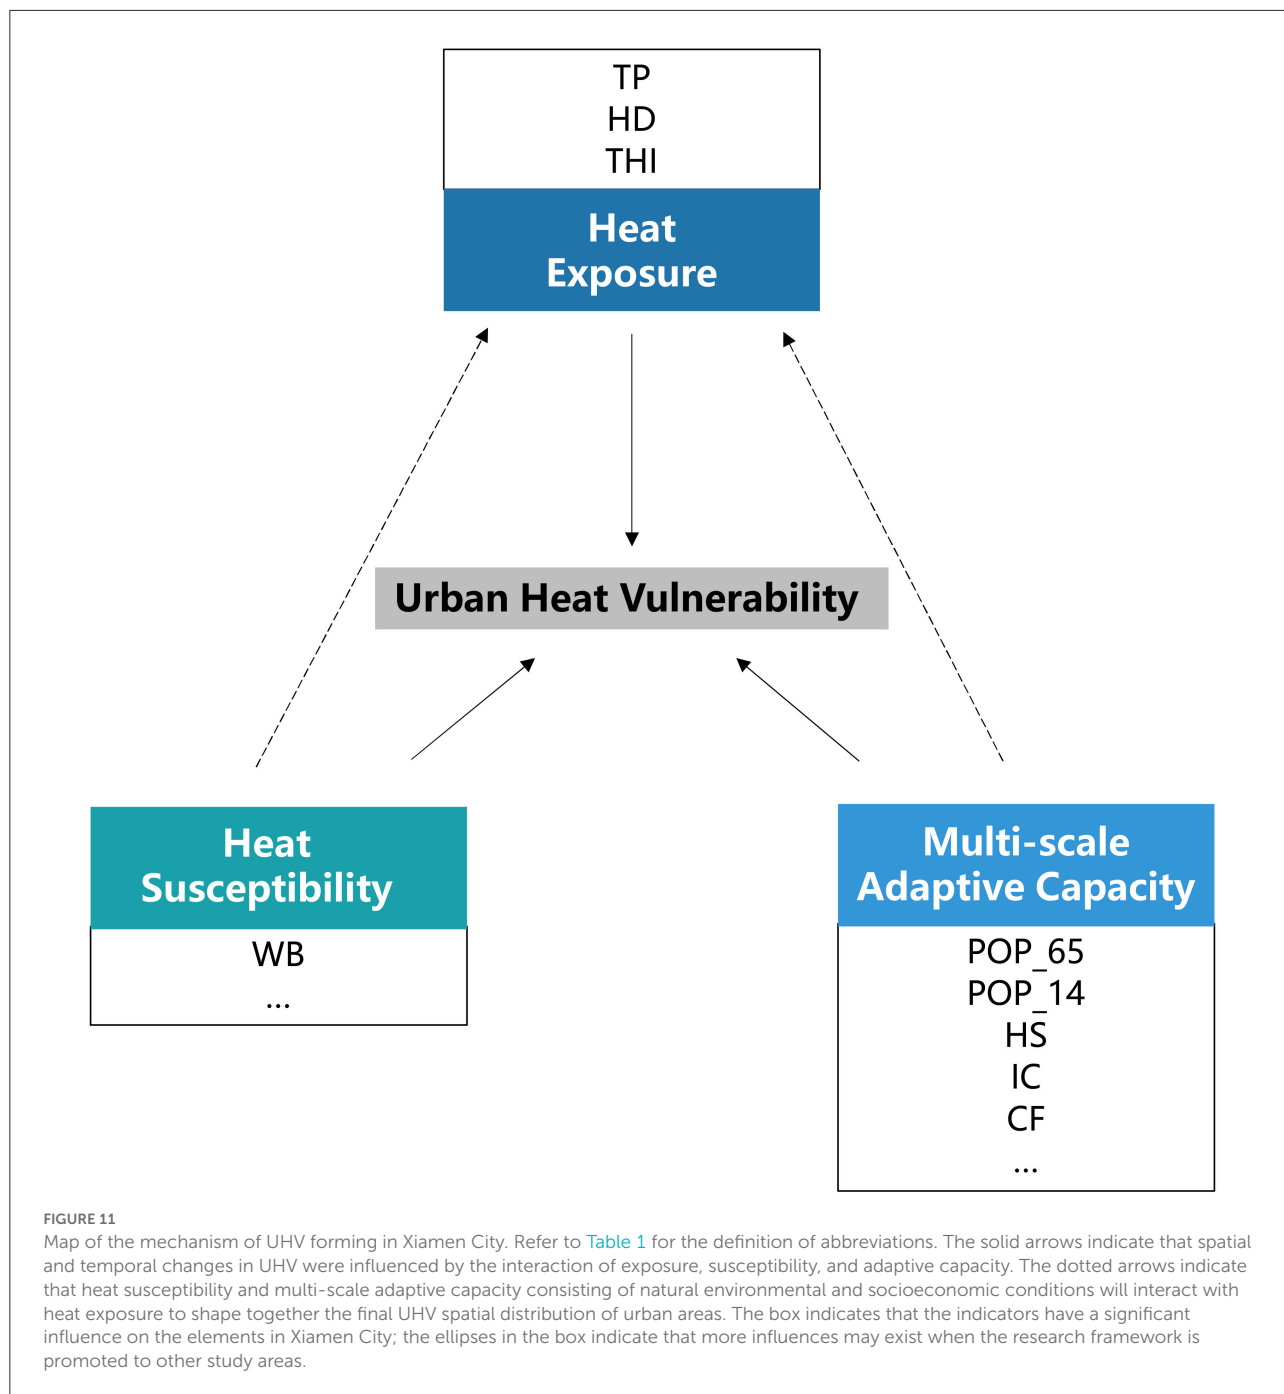 TP
HD
THI
Heat
Exposure
Urban Heat Vulnerability
Heat
Susceptibility
WB
...
Multi-scale
Adaptive Capacity
POP_65
POP_14
HS
IC
CF
...
FIGURE 11
Map of the mechanism of UHV forming in Xiamen City. Refer to Table 1 for the definition of abbreviations. The solid arrows indicate that spatial
and temporal changes in UHV were influenced by the interaction of exposure, susceptibility, and adaptive capacity. The dotted arrows indicate
that heat susceptibility and multi-scale adaptive capacity consisting of natural environmental and socioeconomic conditions will interact with
heat exposure to shape together the final UHV spatial distribution of urban areas. The box indicates that the indicators have a significant
influence on the elements in Xiamen City; the ellipses in the box indicate that more influences may exist when the research framework is
promoted to other study areas.